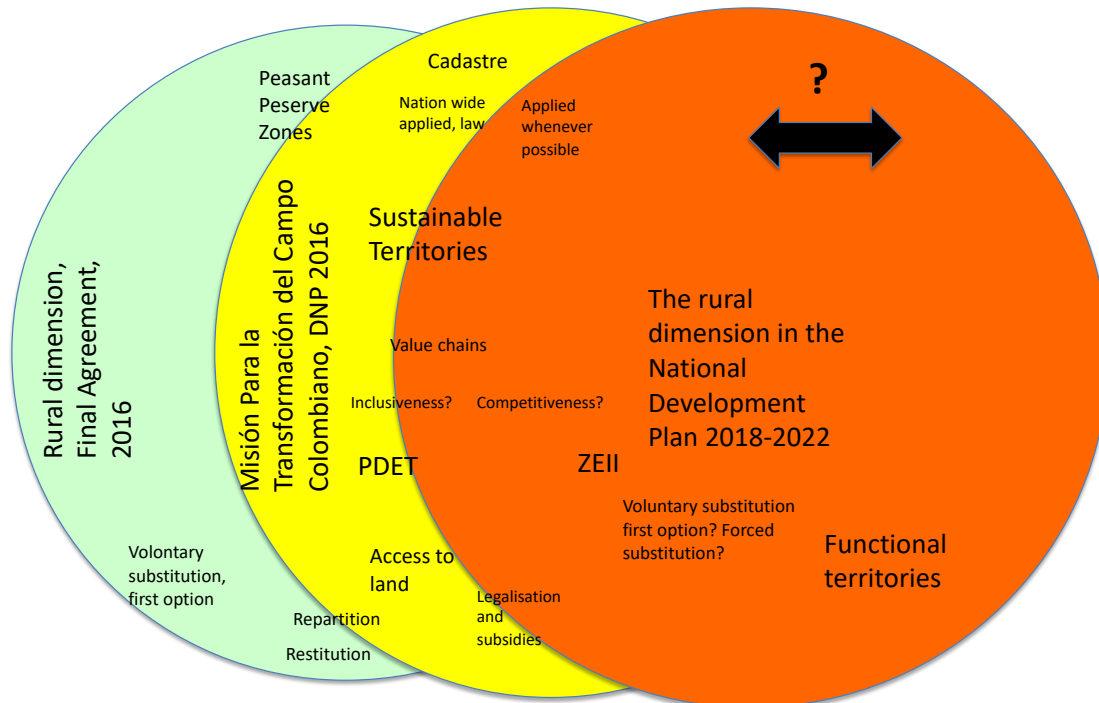 Peasant
Peserve
Zones
Cadastre
Nation wide
applied, law
Applied
whenever
possible
?
Sustainable
Territories
Rural dimension,
Final Agreement,
2016
Misión Para la
Transformación del Campo
Colombiano, DNP 2016
The rural
dimension in the
National
Development
Plan 2018-2022
Value chains
Inclusiveness?
Competitiveness?
PDET
ZEII
Voluntary substitution
first option? Forced
substitution?
Functional
territories
Volontary
substitution,
first option
Access to
land
Legalisation
and
subsidies
Repartition
Restitution